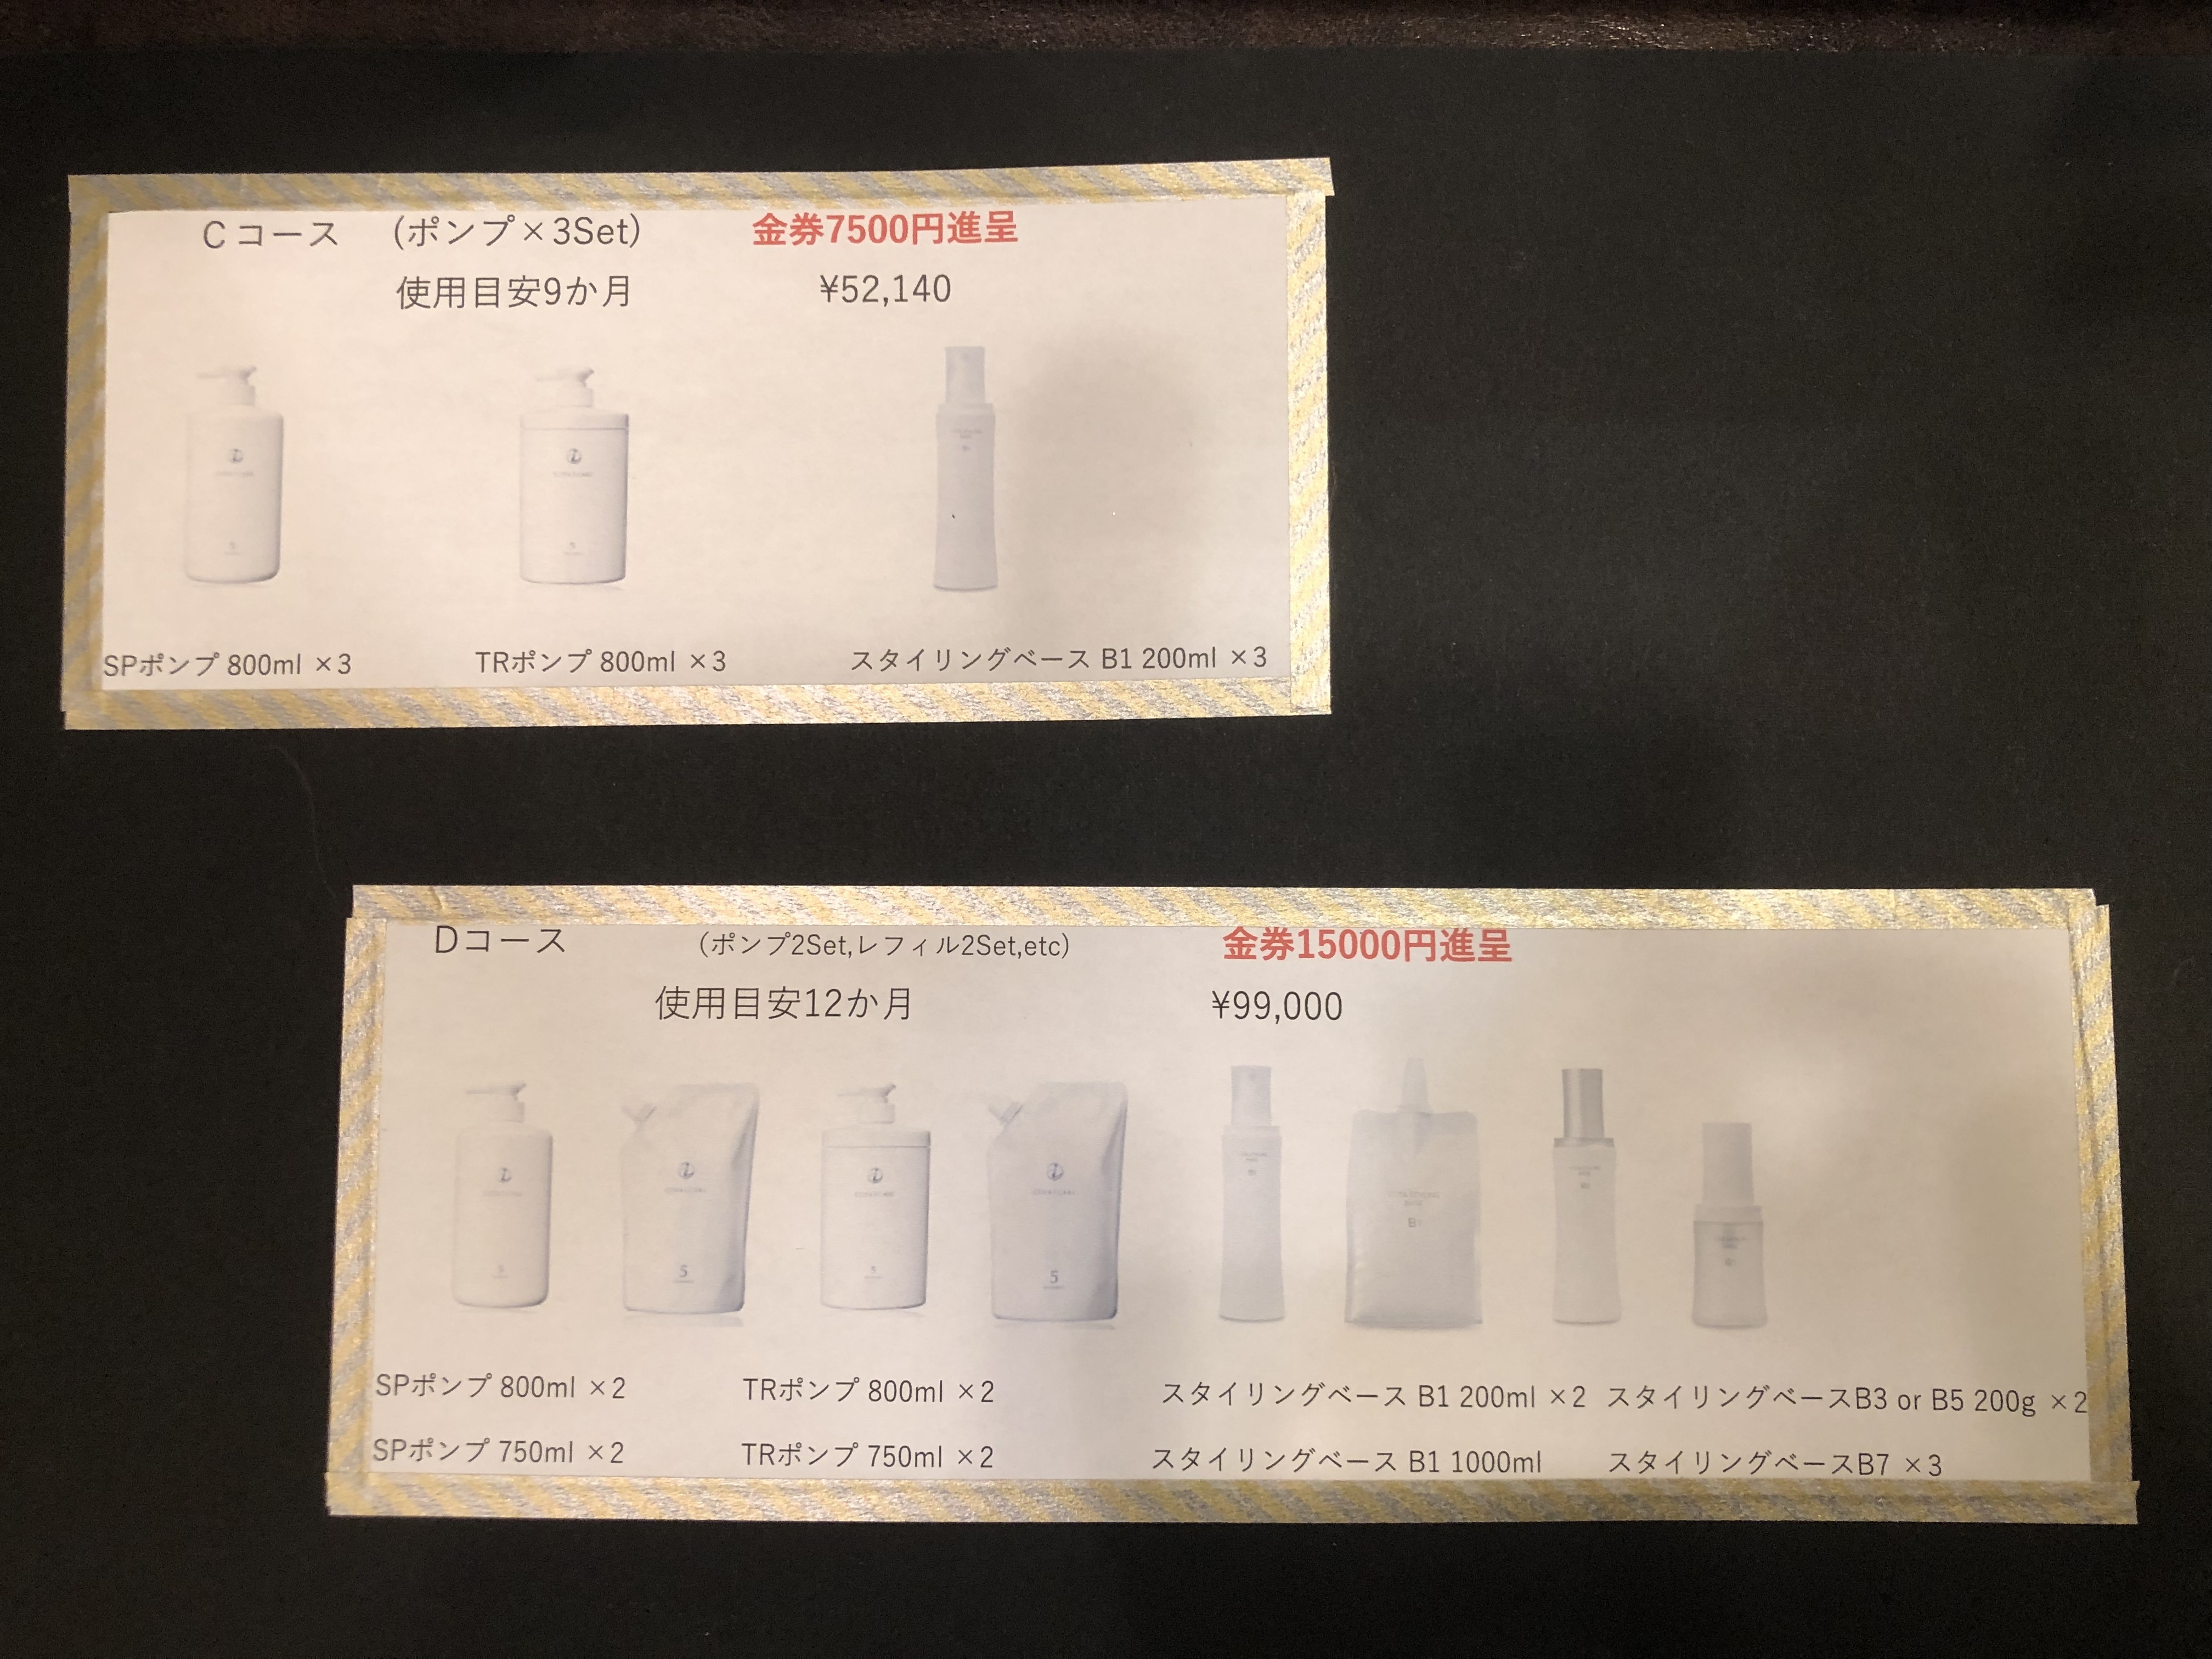 Cコース (ポンプ×3Set) 金券7500円進呈
使用目安9か月 ¥52,140
SPポンプ 800ml ×3 TRポンプ 800ml ×3 スタイリングベース B1 200ml ×3
Dコース (ポンプ2Set,レフィル2Set,etc) 金券15000円進呈
使用目安12か月 ¥99,000
5 5
SPポンプ 800ml ×2 TRポンプ 800ml ×2 スタイリングベース B1 200ml ×2 スタイリングベースB3 or B5 200g ×2
SPポンプ 750ml ×2 TRポンプ 750ml ×2 スタイリングベース B1 1000ml スタイリングベースB7 ×3